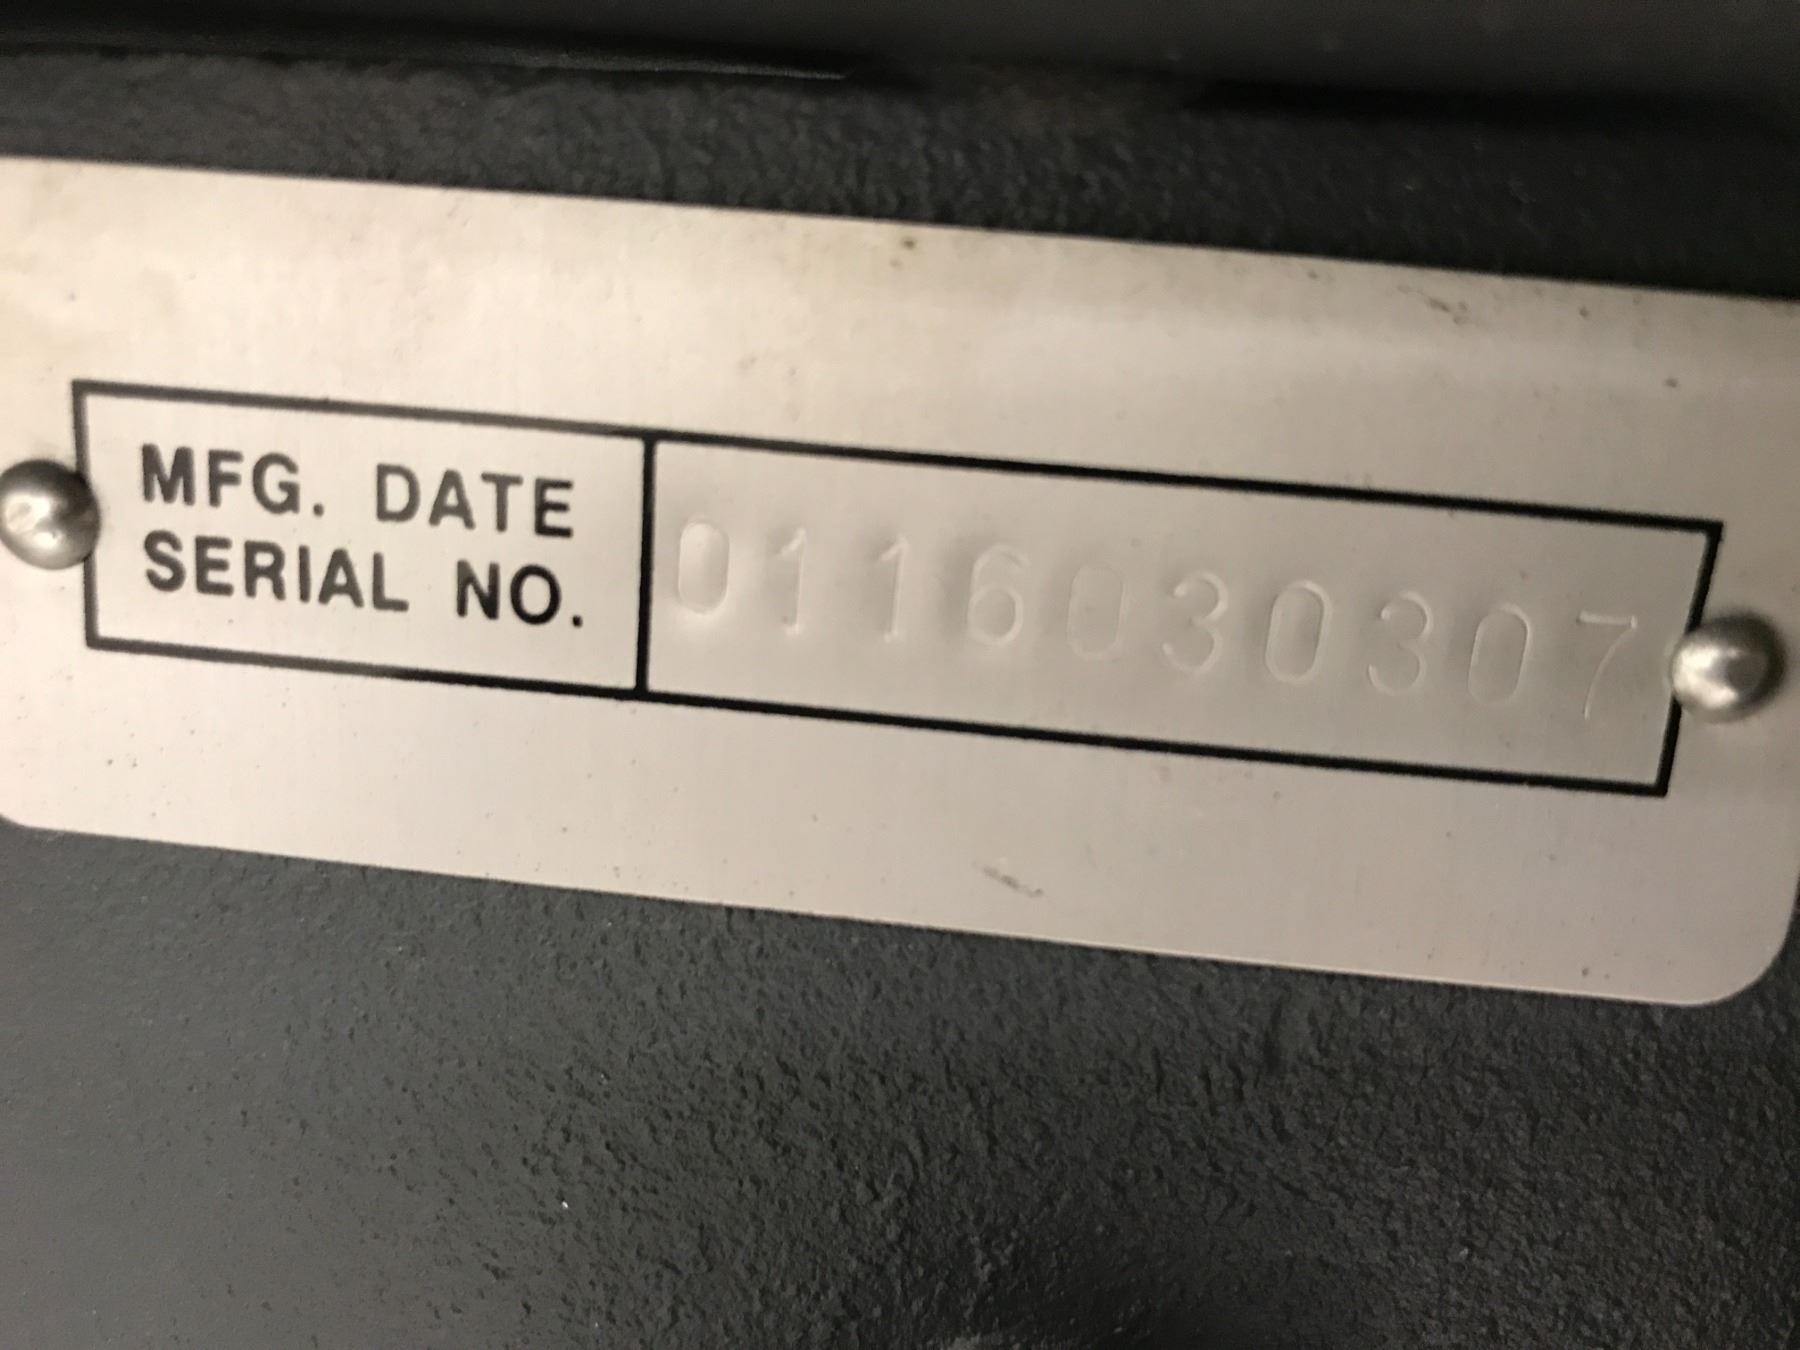 MFG. DATE
SERIAL NO.
0116030307